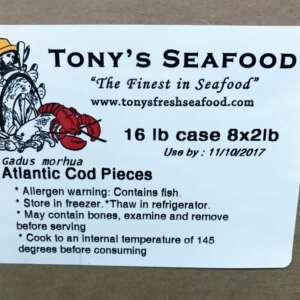 TONY'S SEAFOOD
"The Finest in Seafood"
www.tonysfreshseafood.com
16 lb case 8x2lb
Use by : 11/10/2017
Gadus morhua
Atlantic Cod Pieces
* Allergen warning: Contains fish.
* Store in freezer. *Thaw in refrigerator.
* May contain bones, examine and remove
before serving
* Cook to an internal temperature of 145
degrees before consuming